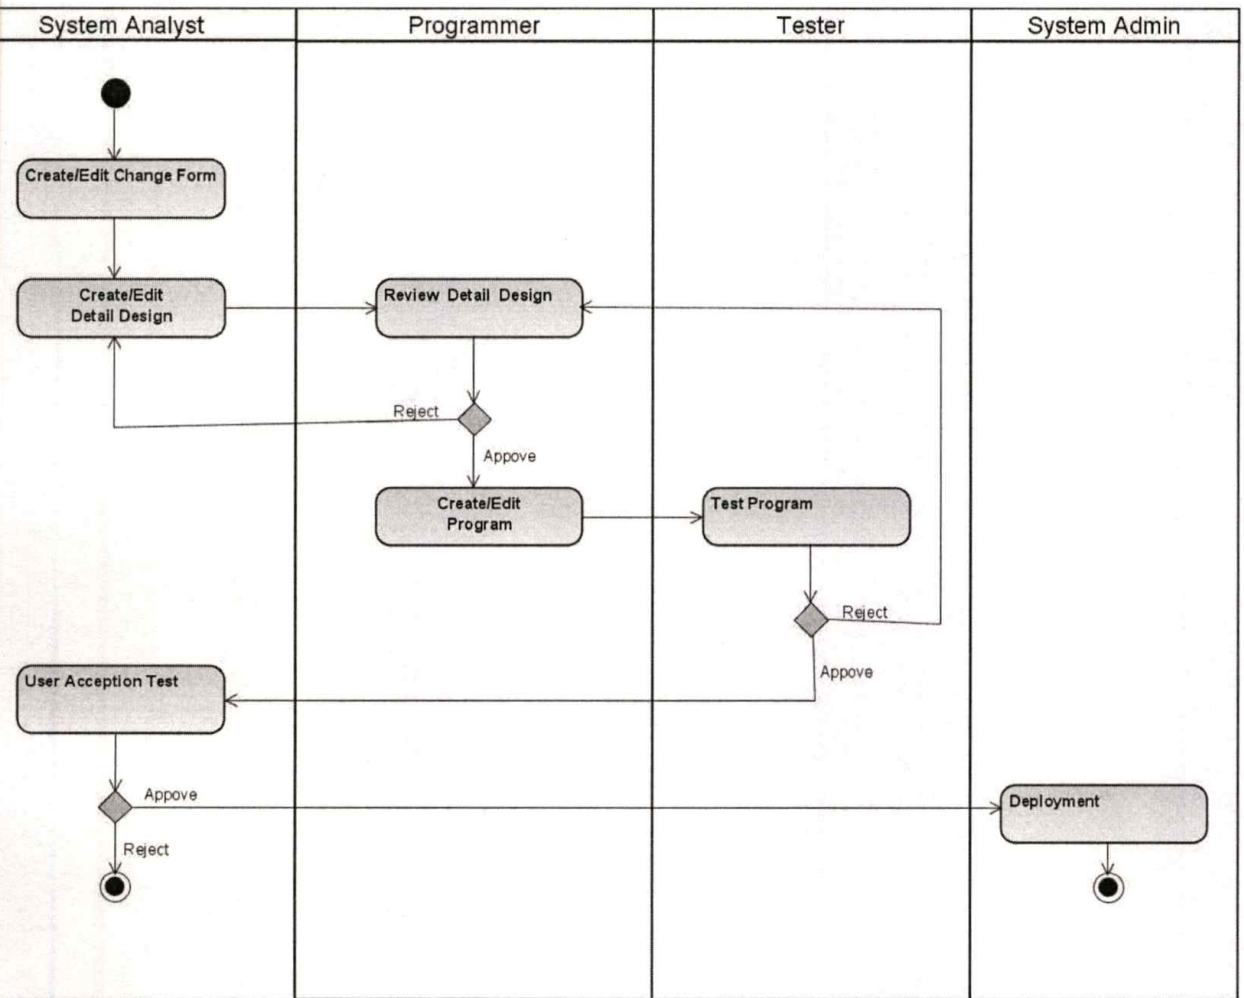 System Analyst
Programmer
Tester
System Admin
Create/Edit Change Form
Create/Edit
Detail Design
Review Detail Design
Reject
Appove
Create/Edit
Program
Test Program
Reject
Appove
User Acception Test
Appove
Deployment
Reject